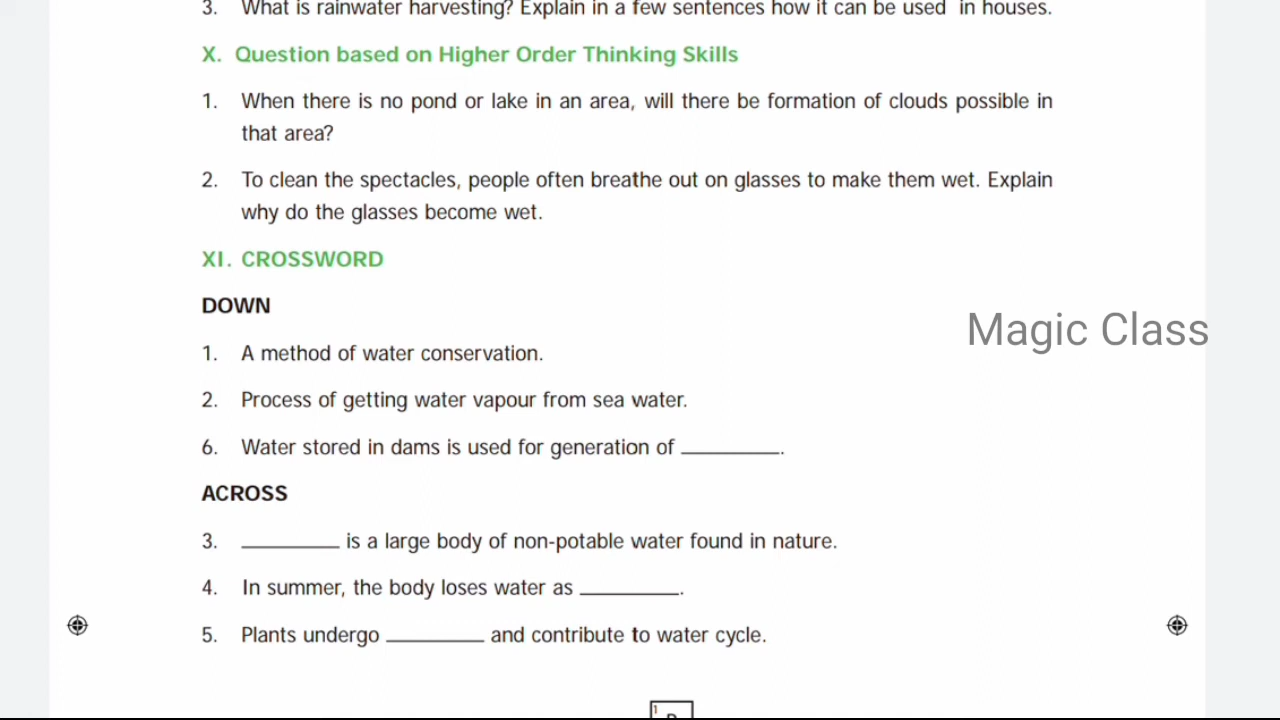 3. What is rainwater harvesting? Explain in a few sentences how it can be used in houses.
X. Question based on Higher Order Thinking Skills
1. When there is no pond or lake in an area, will there be formation of clouds possible in
that area?
2. To clean the spectacles, people often breathe out on glasses to make them wet. Explain
why do the glasses become wet.
XI. CROSSWORD
DOWN
Magic Class
1. A method of water conservation.
2. Process of getting water vapour from sea water.
6. Water stored in dams is used for generation of __________.
ACROSS
3. __________ is a large body of non-potable water found in nature.
4. In summer, the body loses water as __________.
5. Plants undergo __________ and contribute to water cycle.
1